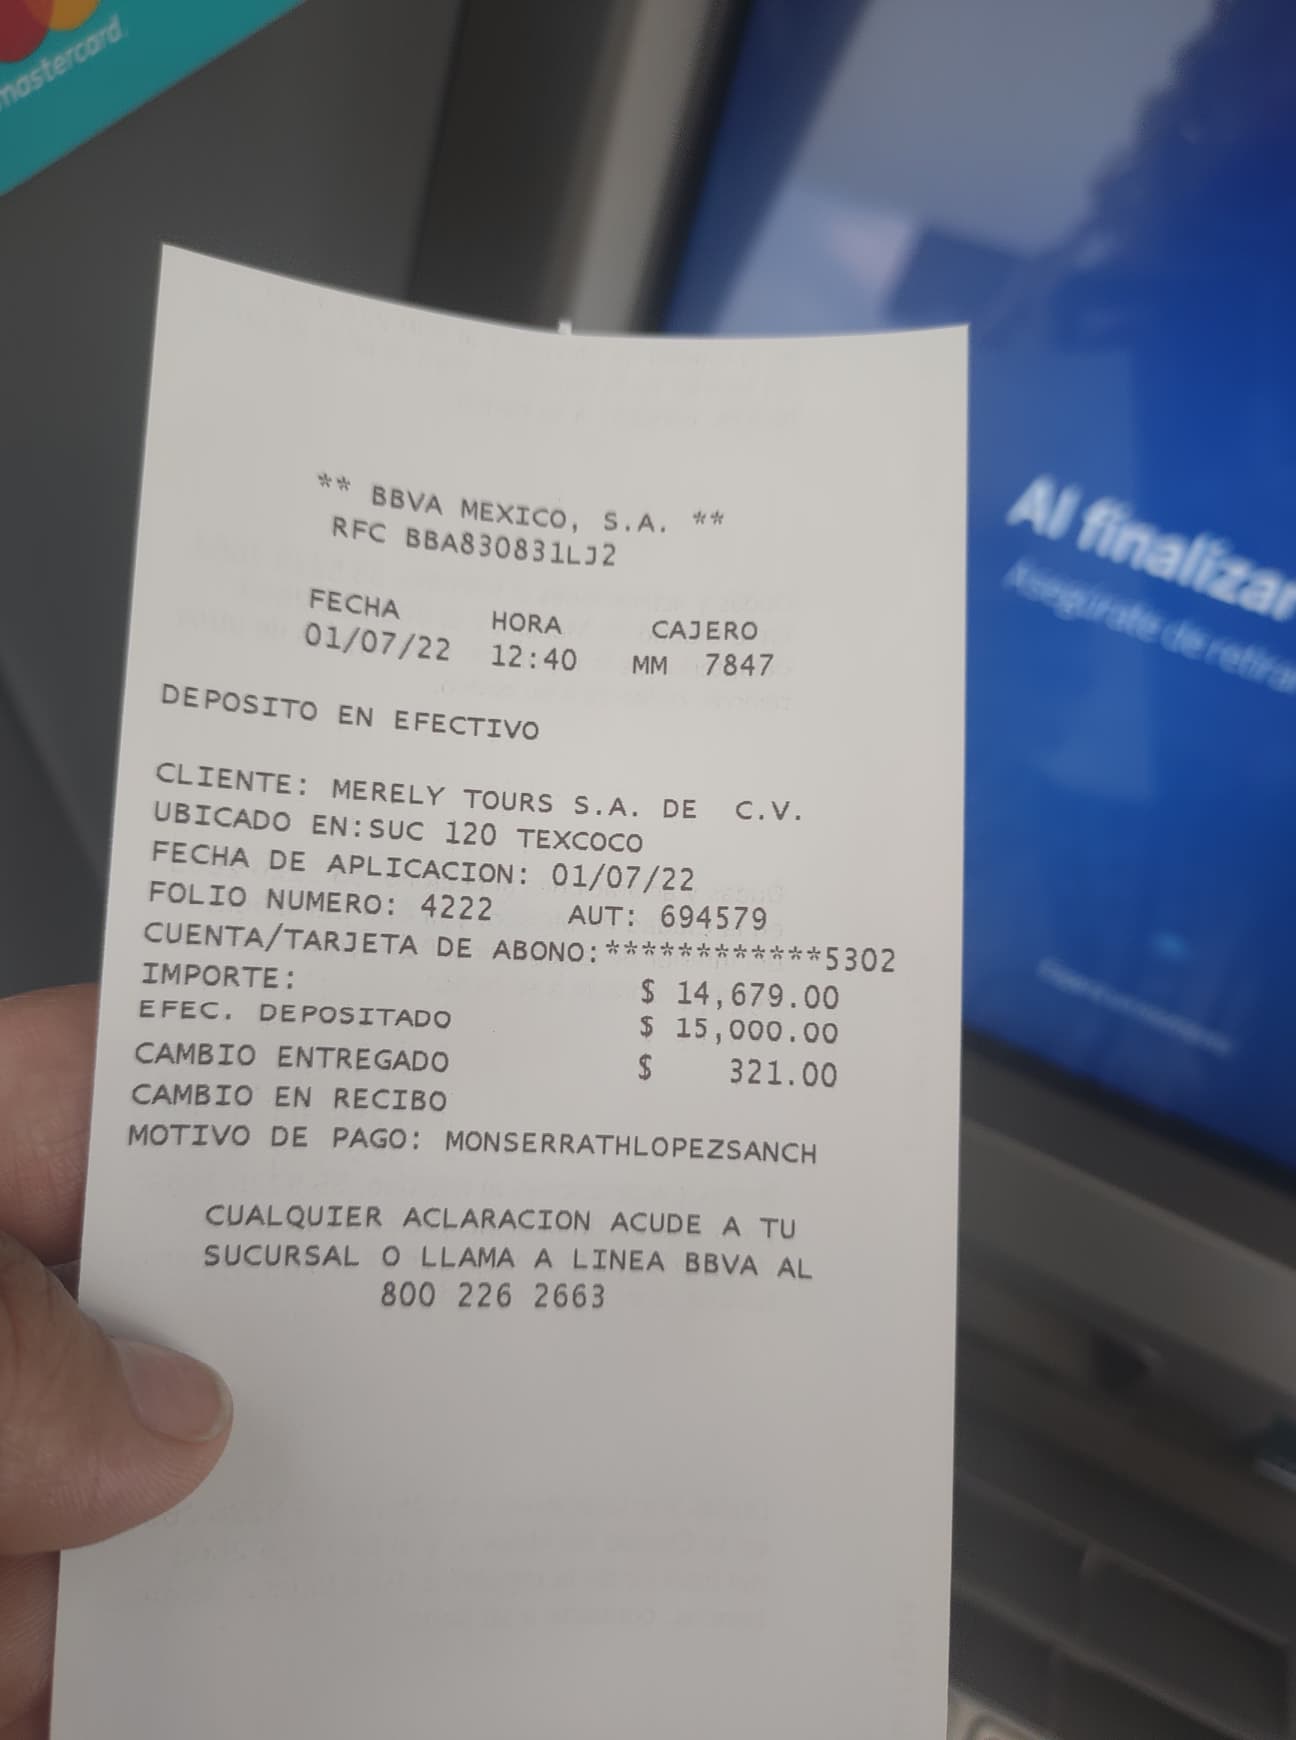 mastercard.
** BBVA MEXICO, S.A. **
RFC BBA830831LJ2
FECHA HORA CAJERO
01/07/22 12:40 MM 7847
DEPOSITO EN EFECTIVO
CLIENTE: MERELY TOURS S.A. DE C.V.
UBICADO EN:SUC 120 TEXCOCO
FECHA DE APLICACION: 01/07/22
FOLIO NUMERO: 4222 AUT: 694579
CUENTA/TARJETA DE ABONO:************5302
IMPORTE: $ 14,679.00
EFEC. DEPOSITADO $ 15,000.00
CAMBIO ENTREGADO $ 321.00
CAMBIO EN RECIBO
MOTIVO DE PAGO: MONSERRATHLOPEZSANCH
CUALQUIER ACLARACION ACUDE A TU
SUCURSAL O LLAMA A LINEA BBVA AL
800 226 2663
Al finalizar
Asegúrate de retirar